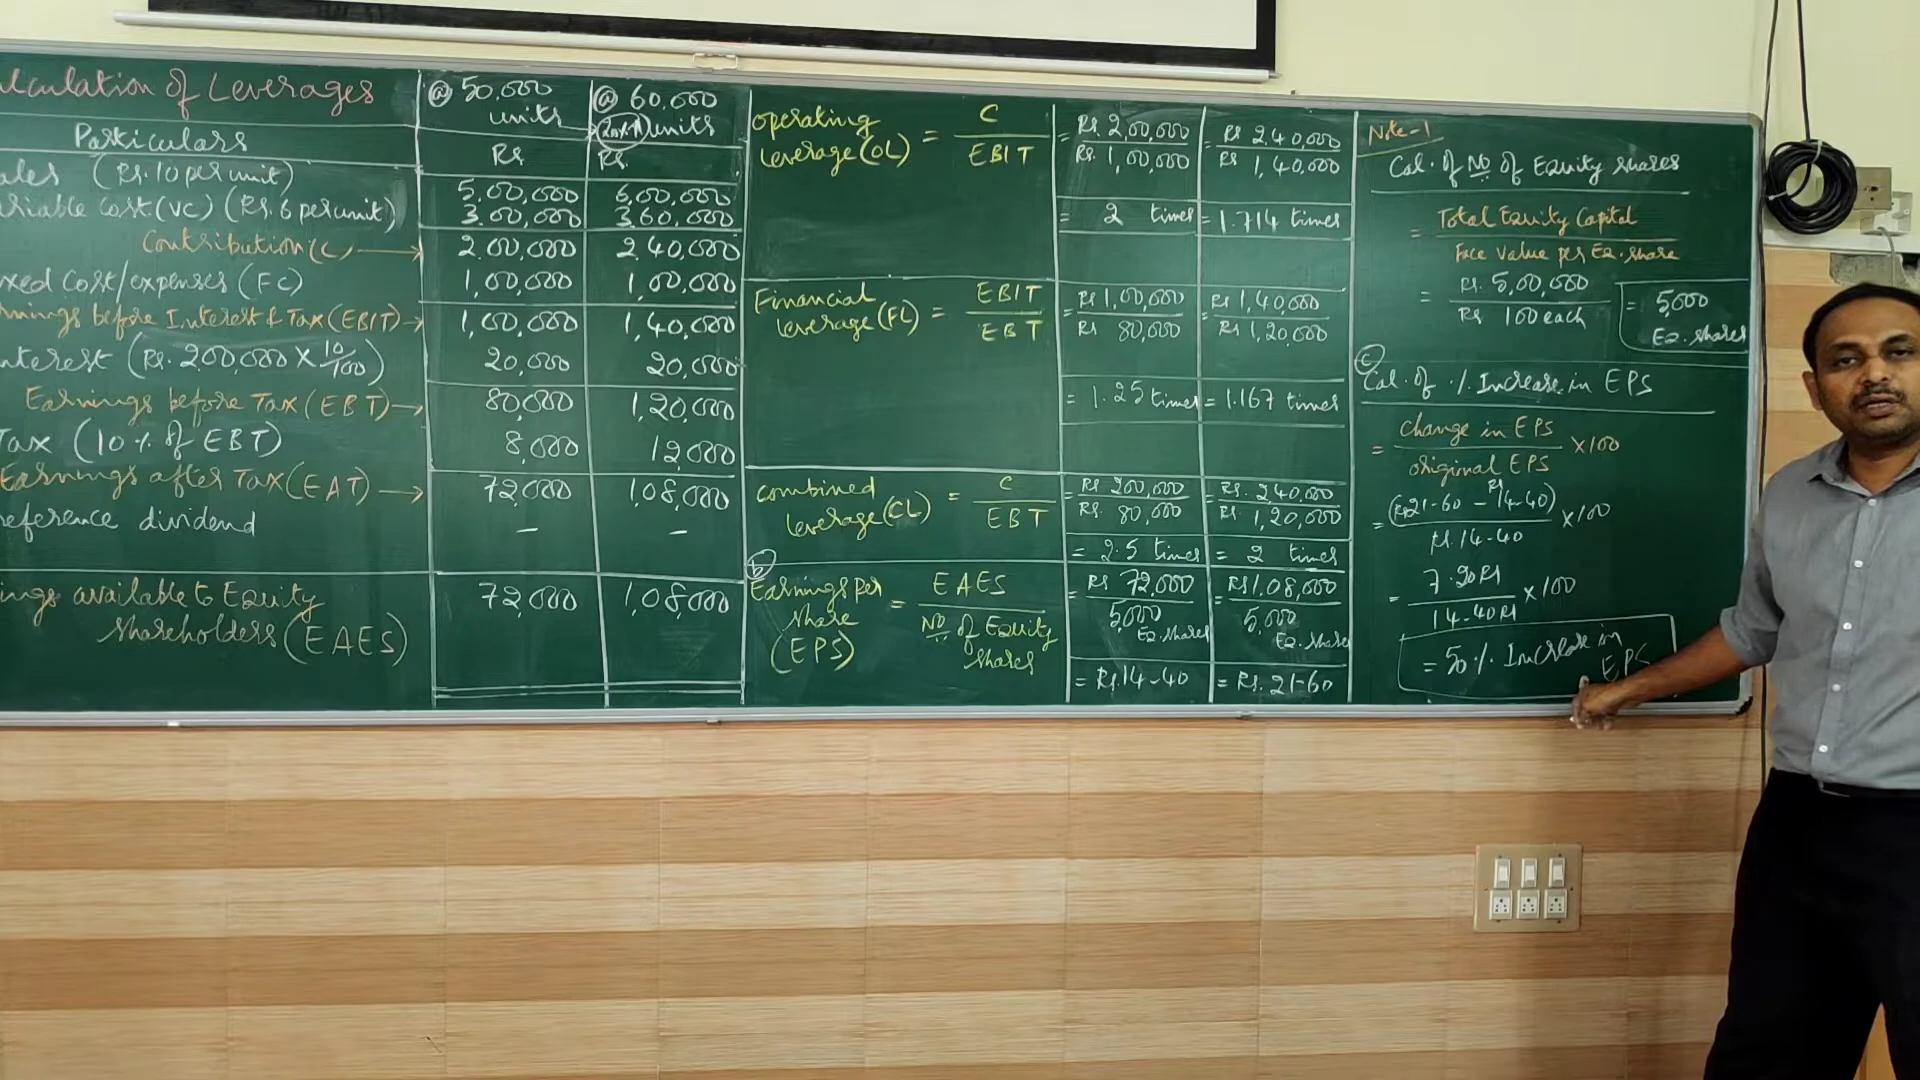 lculation of Leverages
Particulars
@ 50,000 units
@ 60,000 units
Rs
Rs.
ales (Rs. 10 per unit) 5,00,000 6,00,000
ariable Cost (VC) (Rs. 6 per unit) 3,00,000 3,60,000
Contribution (C) → 2,00,000 2,40,000
xed Cost/expenses (FC) 1,00,000 1,00,000
rnings before Interest & Tax (EBIT) → 1,00,000 1,40,000
nterest (Rs. 200,000 × 10/100) 20,000 20,000
Earnings before Tax (EBT) → 80,000 1,20,000
Tax (10 % of EBT) 8,000 12,000
Earnings after Tax (EAT) → 72,000 1,08,000
reference dividend – –
ings available to Equity
shareholders (EAES) 72,000 1,08,000
Operating
leverage (OL) = C / EBIT
= Rs. 2,00,000 / Rs. 1,00,000
= Rs 2,40,000 / Rs 1,40,000
= 2 times = 1.714 times
Financial
leverage (FL) = EBIT / EBT
= Rs 1,00,000 / Rs 80,000
= Rs 1,40,000 / Rs 1,20,000
= 1.25 times = 1.167 times
combined
leverage (CL) = C / EBT
= Rs 200,000 / Rs. 80,000
= Rs. 2,40,000 / Rs. 1,20,000
= 2.5 times = 2 times
(b)
Earnings per
share
(EPS) = EAES / No of Equity shares
= Rs 72,000 / 5,000 Eq. shares
= Rs 1,08,000 / 5,000 Eq. shares
= Rs. 14-40 = Rs. 21-60
Note-1
Cal. of No of Equity shares
= Total Equity Capital / Face Value per Eq. share
= Rs. 5,00,000 / Rs 100 each = 5,000 Eq. shares
(c)
Cal. of % Increase in EPS
= change in EPS / original EPS × 100
= (Rs 21-60 – Rs 14-40) / Rs. 14-40 × 100
= 7.20 Rs / 14-40 Rs × 100
= 50 % Increase in
EPS